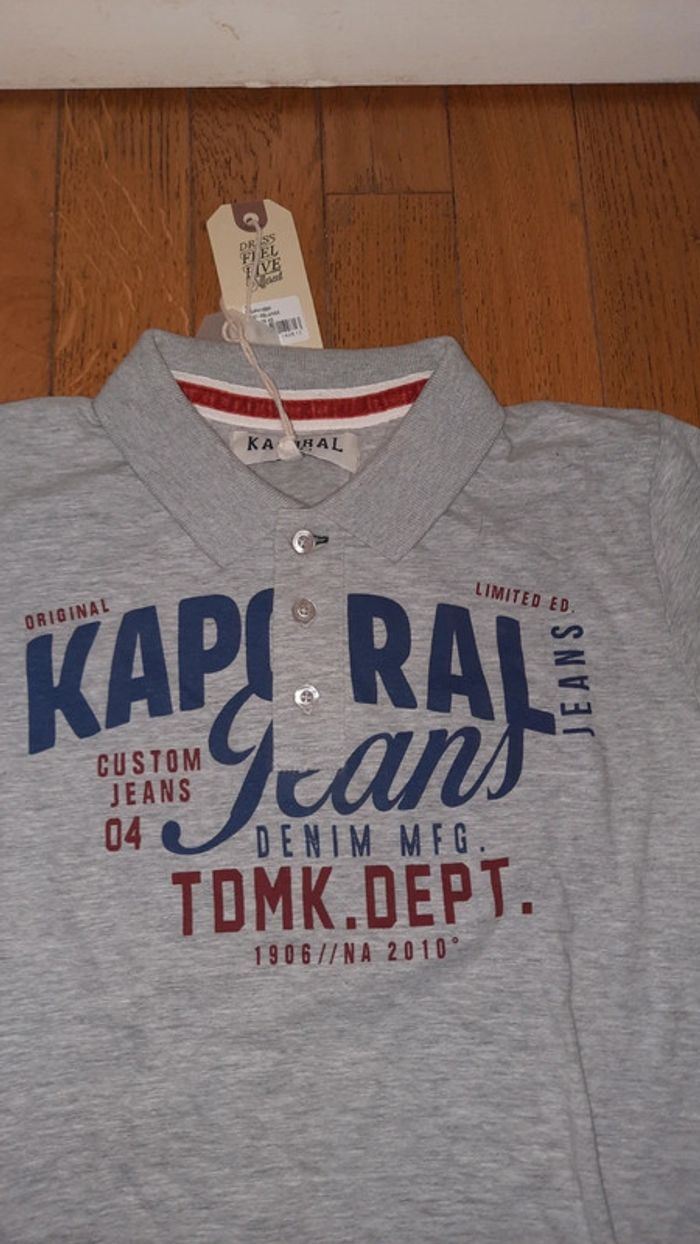 DRESS
FEEL
LIVE
Different
KAPORAL
ORIGINAL
LIMITED ED.
KAPORAL
JEANS
Jeans
CUSTOM
JEANS
04
DENIM MFG.
TDMK.DEPT.
1906//NA 2010°